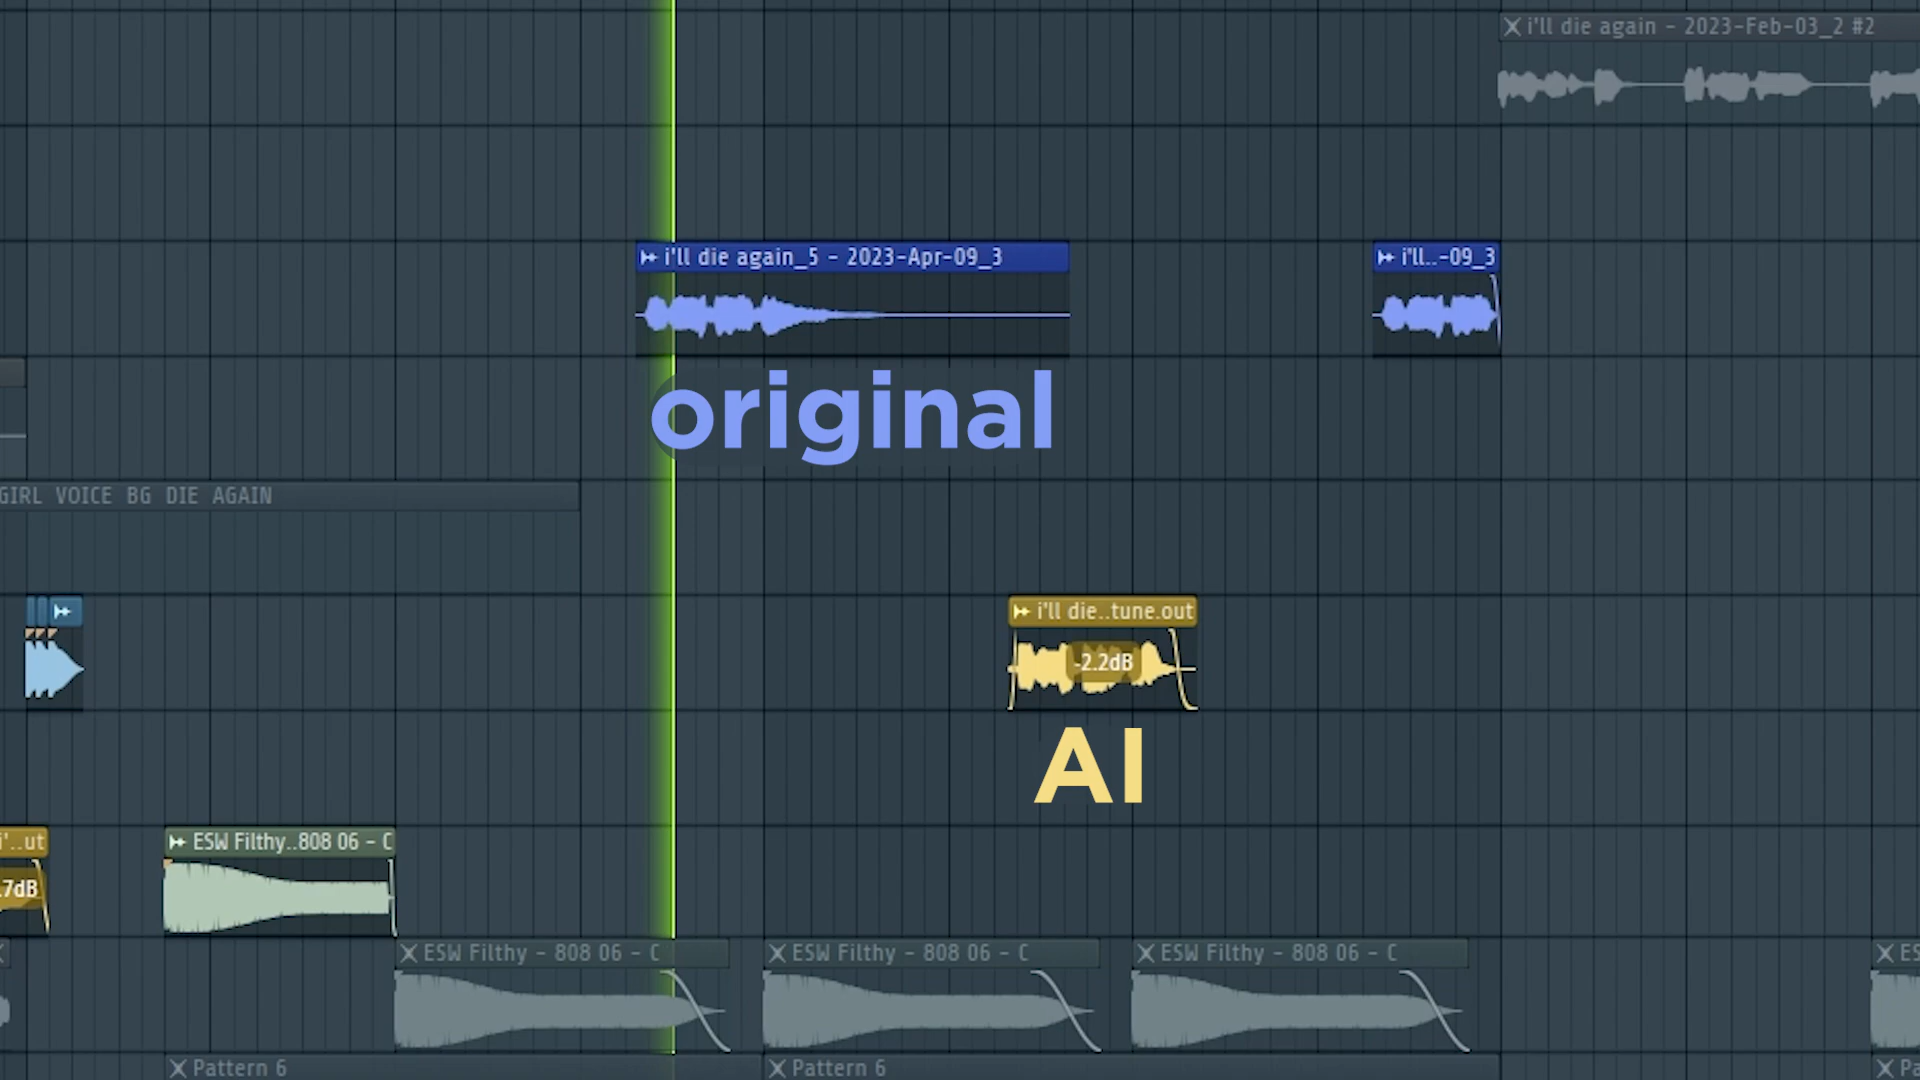 i'll die again - 2023-Feb-03_2 #2
i'll die again_5 - 2023-Apr-09_3
i'll..-09_3
original
GIRL VOICE BG DIE AGAIN
i'll die..tune.out
-2.2dB
AI
i'..ut
ESW Filthy..808 06 - C
.7dB
ESW Filthy - 808 06 - C
ESW Filthy - 808 06 - C
ESW Filthy - 808 06 - C
ES
Pattern 6
Pattern 6
Pa